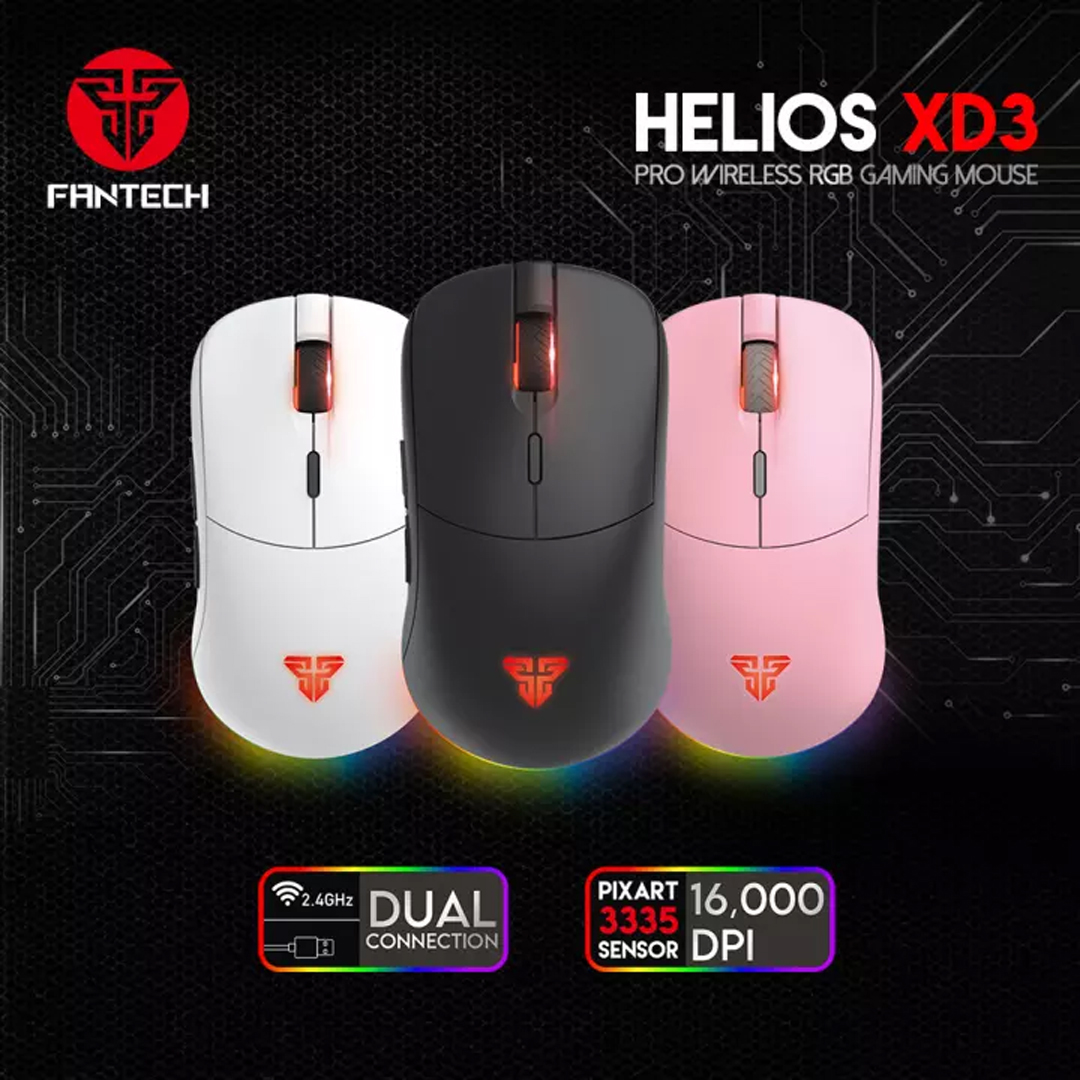 FANTECH
HELIOS XD3
PRO WIRELESS RGB GAMING MOUSE
2.4GHz
DUAL
CONNECTION
PIXART
3335
SENSOR
16,000
DPI